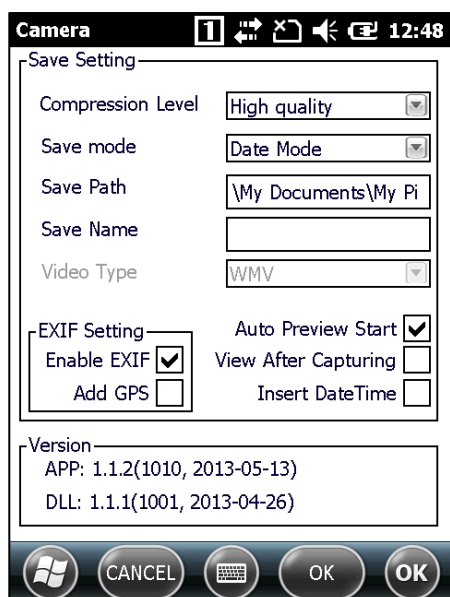 Camera 1 12:48
Save Setting
Compression Level High quality
Save mode Date Mode
Save Path \My Documents\My Pi
Save Name
Video Type WMV
EXIF Setting
Auto Preview Start
Enable EXIF View After Capturing
Add GPS Insert DateTime
Version
APP: 1.1.2(1010, 2013-05-13)
DLL: 1.1.1(1001, 2013-04-26)
CANCEL OK OK